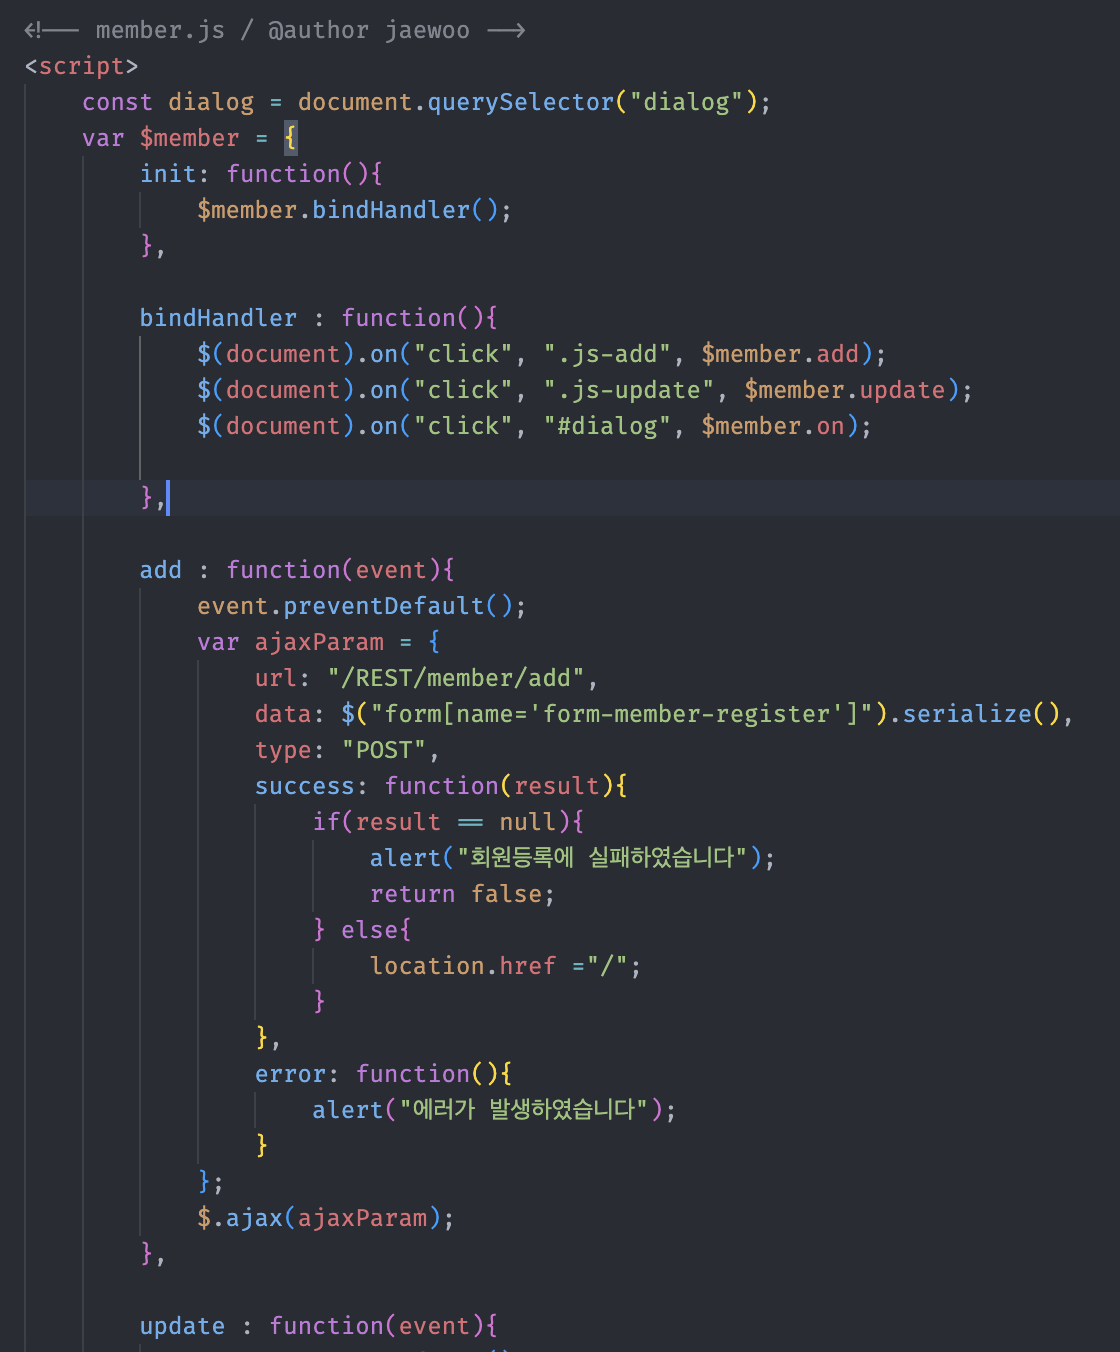 <!-- member.js / @author jaewoo -->
<script>
    const dialog = document.querySelector("dialog");
    var $member = {
        init: function(){
            $member.bindHandler();
        },
        bindHandler : function(){
            $(document).on("click", ".js-add", $member.add);
            $(document).on("click", ".js-update", $member.update);
            $(document).on("click", "#dialog", $member.on);
        },
        add : function(event){
            event.preventDefault();
            var ajaxParam = {
                url: "/REST/member/add",
                data: $("form[name='form-member-register']").serialize(),
                type: "POST",
                success: function(result){
                    if(result == null){
                        alert("회원등록에 실패하였습니다");
                        return false;
                    } else{
                        location.href ="/";
                    }
                },
                error: function(){
                    alert("에러가 발생하였습니다");
                }
            };
            $.ajax(ajaxParam);
        },
        update : function(event){